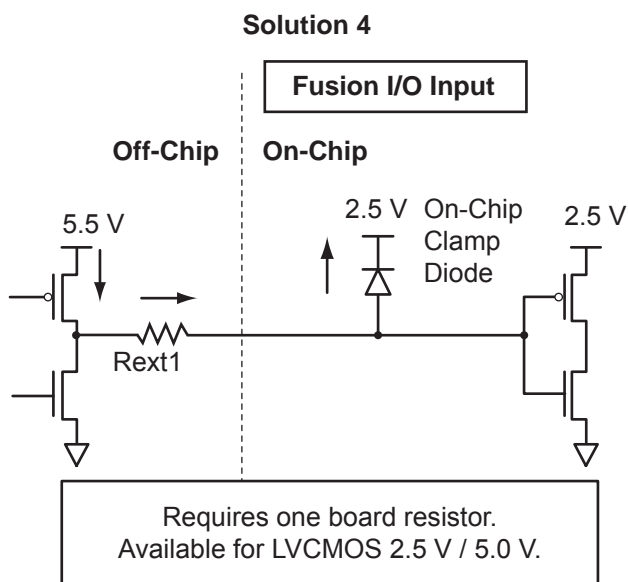 Solution 4
Fusion I/O Input
Off-Chip
On-Chip
5.5 V
2.5 V
On-Chip
Clamp
Diode
2.5 V
Rext1
Requires one board resistor.
Available for LVCMOS 2.5 V / 5.0 V.